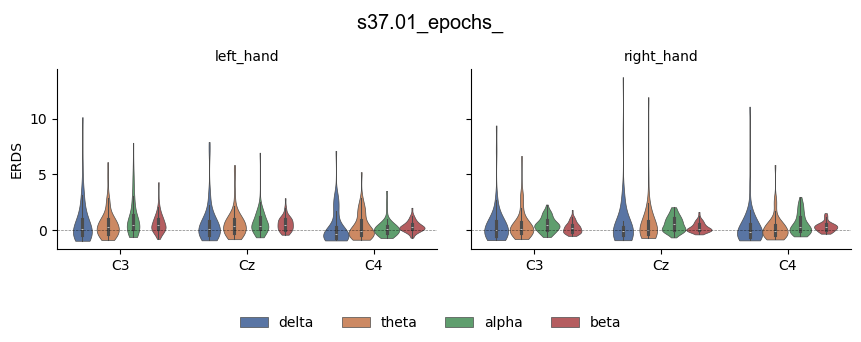 s37.01_epochs_
left_hand
right_hand
ERDS
10
5
0
C3
Cz
C4
C3
Cz
C4
delta
theta
alpha
beta